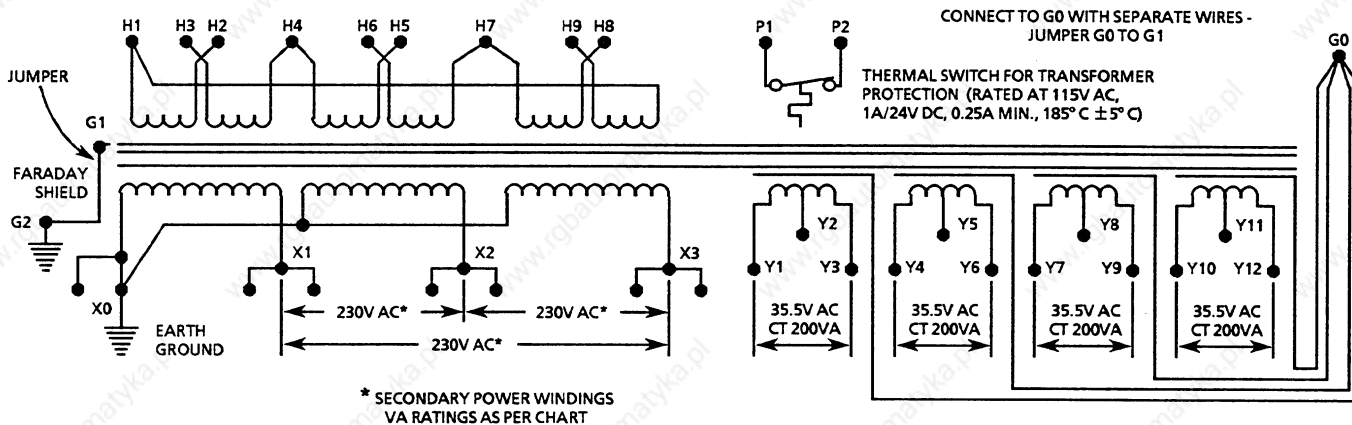 CONNECT TO G0 WITH SEPARATE WIRES -
JUMPER G0 TO G1
H1 H3 H2 H4 H6 H5 H7 H9 H8 P1 P2 G0
JUMPER
THERMAL SWITCH FOR TRANSFORMER
PROTECTION (RATED AT 115V AC,
1A/24V DC, 0.25A MIN., 185° C ±5° C)
G1
FARADAY
SHIELD
G2
Y2 Y5 Y8 Y11
X1 X2 X3
Y1 Y3 Y4 Y6 Y7 Y9 Y10 Y12
X0
230V AC* 230V AC*
35.5V AC 35.5V AC 35.5V AC 35.5V AC
CT 200VA CT 200VA CT 200VA CT 200VA
EARTH
GROUND
230V AC*
* SECONDARY POWER WINDINGS
VA RATINGS AS PER CHART
www.rgbautomatyka.pl